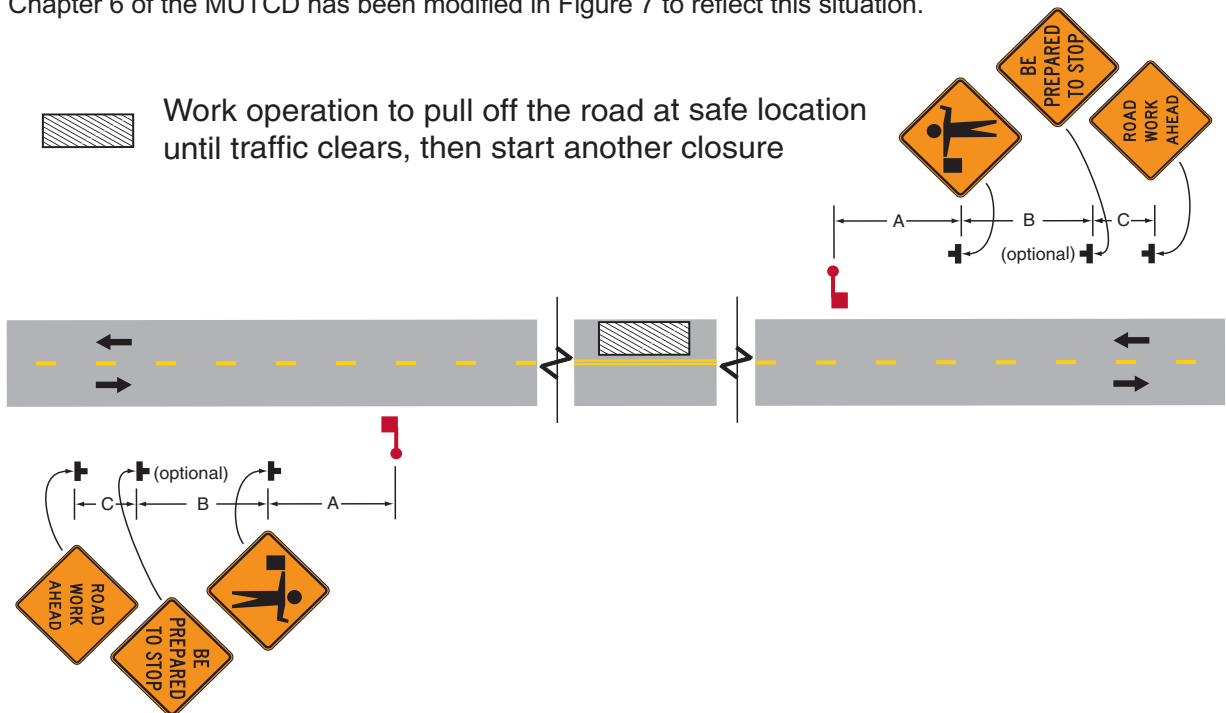 Chapter 6 of the MUTCD has been modified in Figure 7 to reflect this situation.
Work operation to pull off the road at safe location
until traffic clears, then start another closure
BE
PREPARED
TO STOP
ROAD
WORK
AHEAD
A
B
C
(optional)
(optional)
C
B
A
ROAD
WORK
AHEAD
BE
PREPARED
TO STOP